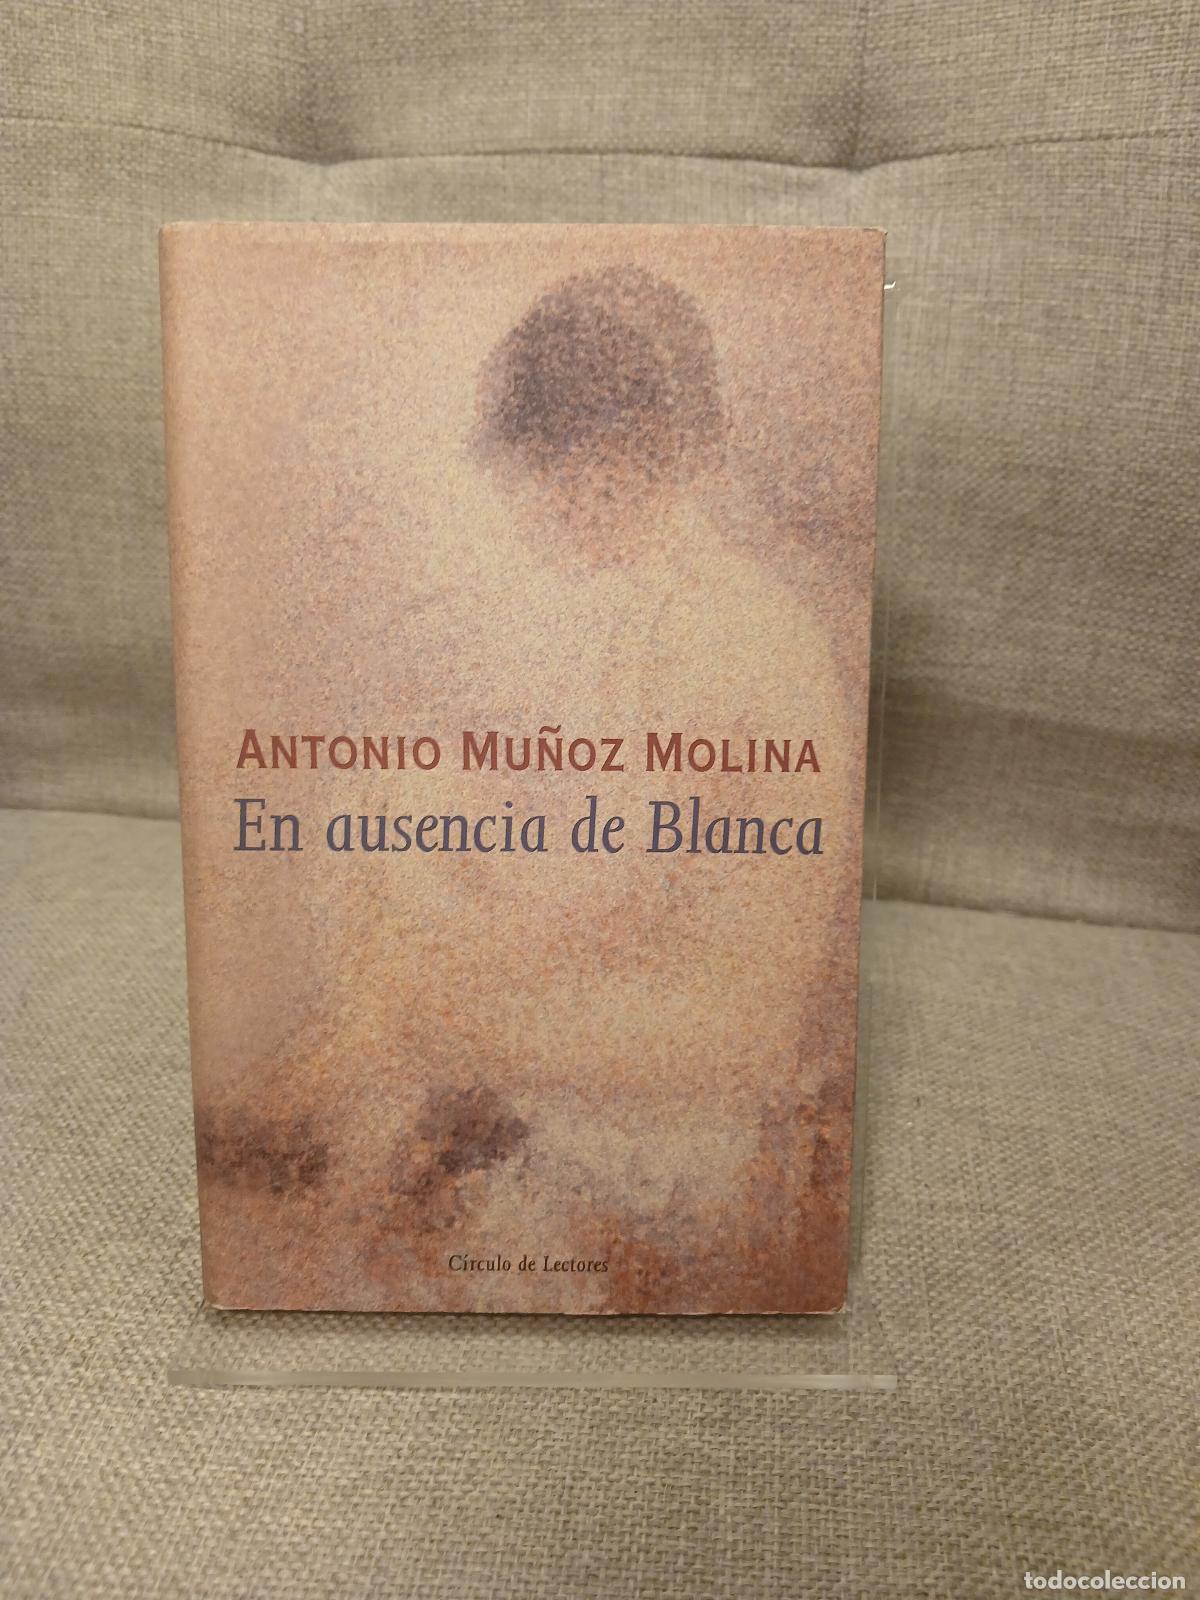 ANTONIO MUÑOZ MOLINA
En ausencia de Blanca
Círculo de Lectores
todocoleccion